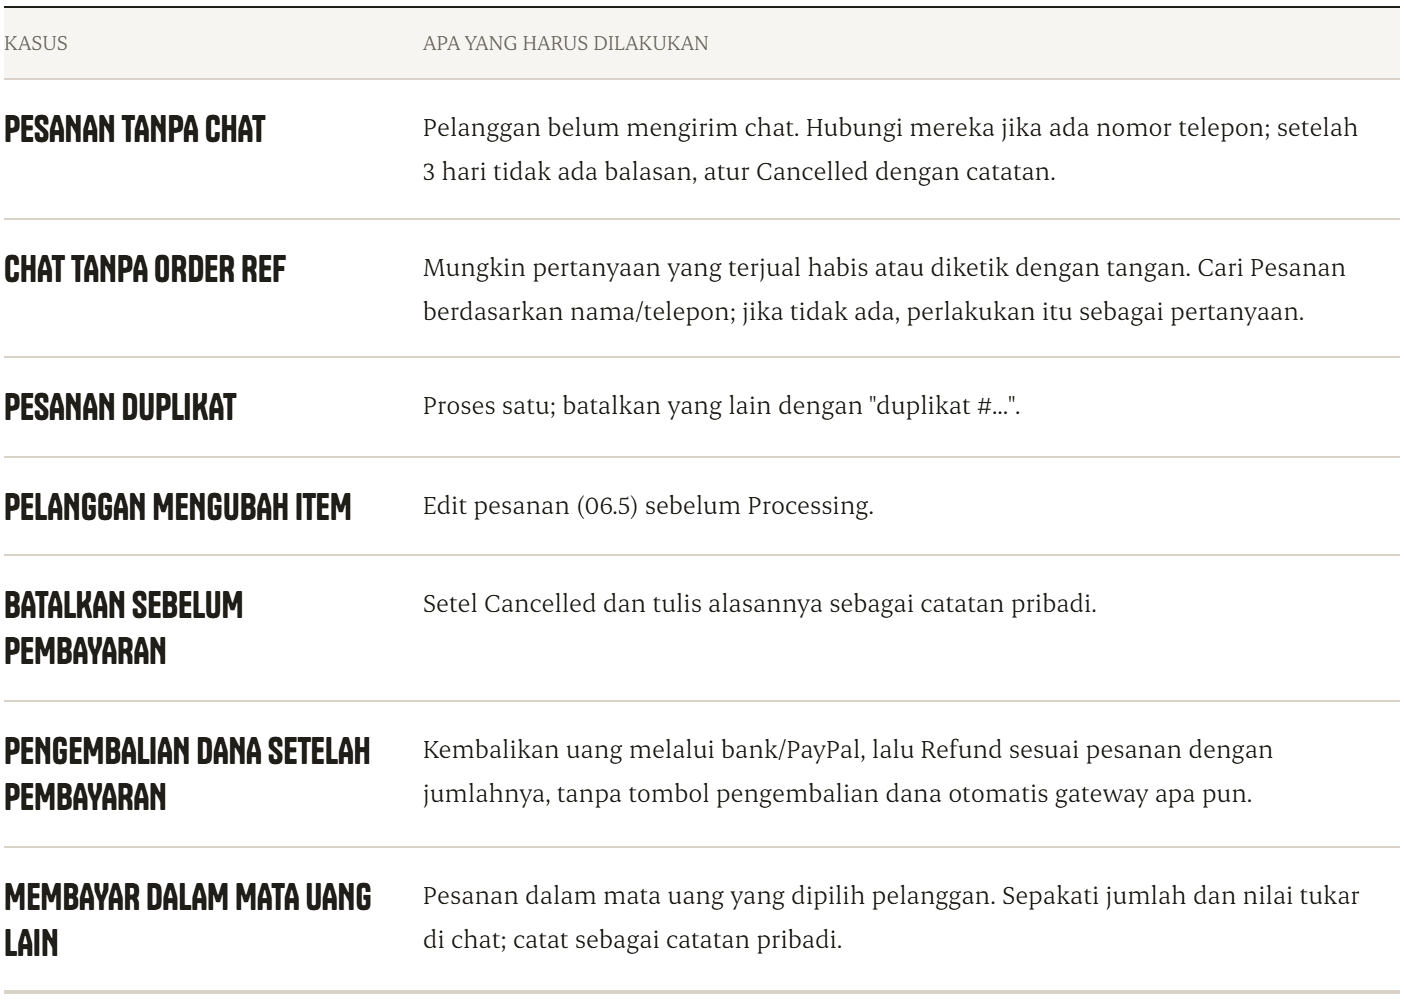 KASUS
APA YANG HARUS DILAKUKAN
PESANAN TANPA CHAT
Pelanggan belum mengirim chat. Hubungi mereka jika ada nomor telepon; setelah
3 hari tidak ada balasan, atur Cancelled dengan catatan.
CHAT TANPA ORDER REF
Mungkin pertanyaan yang terjual habis atau diketik dengan tangan. Cari Pesanan
berdasarkan nama/telepon; jika tidak ada, perlakukan itu sebagai pertanyaan.
PESANAN DUPLIKAT
Proses satu; batalkan yang lain dengan "duplikat #...".
PELANGGAN MENGUBAH ITEM
Edit pesanan (06.5) sebelum Processing.
BATALKAN SEBELUM
PEMBAYARAN
Setel Cancelled dan tulis alasannya sebagai catatan pribadi.
PENGEMBALIAN DANA SETELAH
PEMBAYARAN
Kembalikan uang melalui bank/PayPal, lalu Refund sesuai pesanan dengan
jumlahnya, tanpa tombol pengembalian dana otomatis gateway apa pun.
MEMBAYAR DALAM MATA UANG
LAIN
Pesanan dalam mata uang yang dipilih pelanggan. Sepakati jumlah dan nilai tukar
di chat; catat sebagai catatan pribadi.